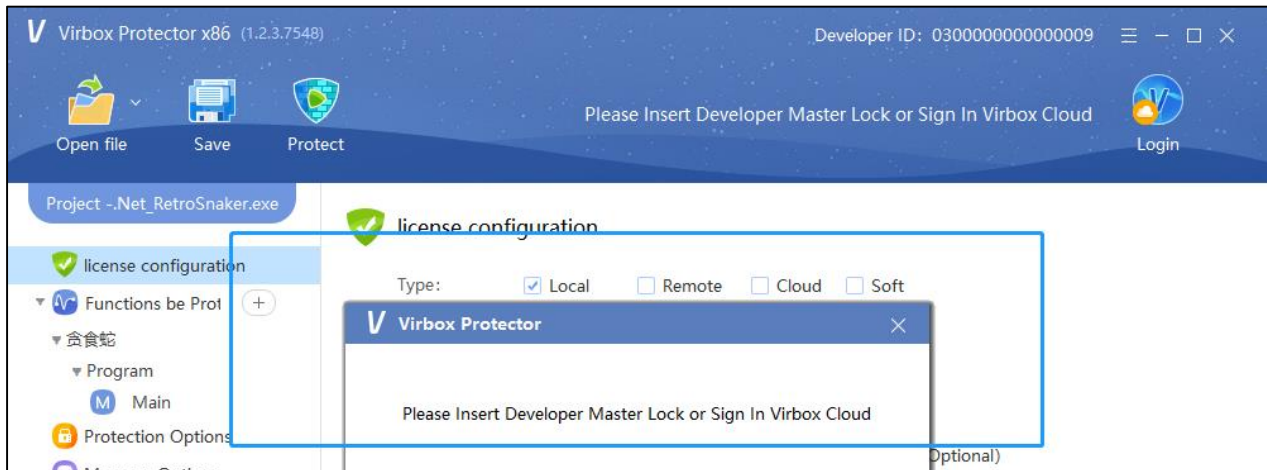 V Virbox Protector x86 (1.2.3.7548)
Developer ID: 0300000000000009
Open file
Save
Protect
Please Insert Developer Master Lock or Sign In Virbox Cloud
Login
Project -.Net_RetroSnaker.exe
license configuration
license configuration
Type: Local Remote Cloud Soft
Functions be Prot
贪食蛇
Program
M Main
Protection Options
V Virbox Protector
Please Insert Developer Master Lock or Sign In Virbox Cloud
Optional)